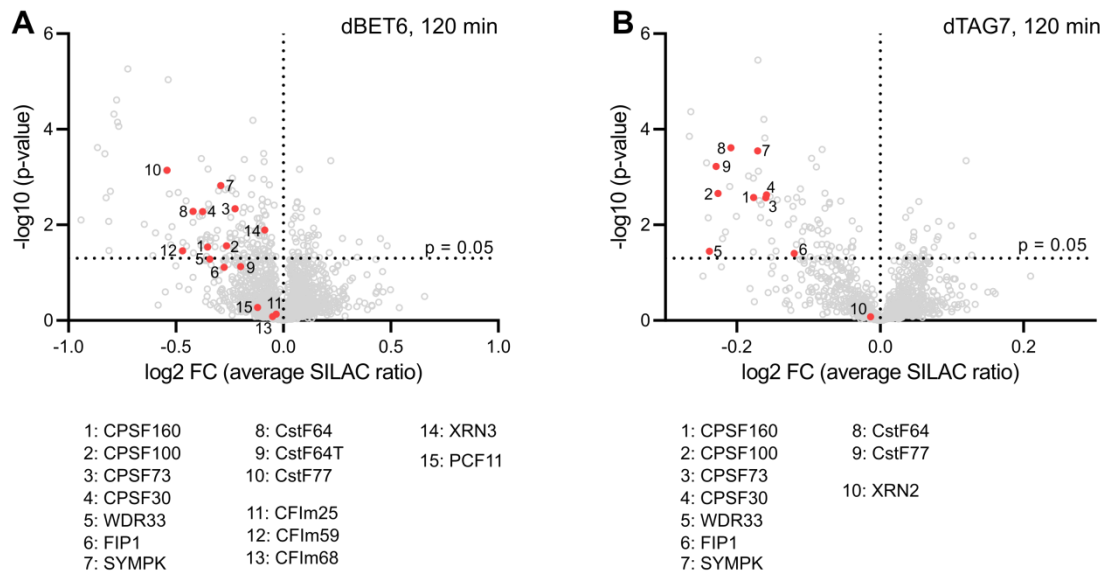 A
dBET6, 120 min
6
4
2
0
-log10 (p-value)
10
7
8
4
3
14
12
1
2
5
6
9
15
11
13
p = 0.05
-1.0
-0.5
0.0
0.5
1.0
log2 FC (average SILAC ratio)
1: CPSF160
2: CPSF100
3: CPSF73
4: CPSF30
5: WDR33
6: FIP1
7: SYMPK
8: CstF64
9: CstF64T
10: CstF77
11: CFIm25
12: CFIm59
13: CFIm68
14: XRN3
15: PCF11
B
dTAG7, 120 min
6
4
2
0
-log10 (p-value)
8
7
9
2
1
4
3
5
6
10
p = 0.05
-0.2
0.0
0.2
log2 FC (average SILAC ratio)
1: CPSF160
2: CPSF100
3: CPSF73
4: CPSF30
5: WDR33
6: FIP1
7: SYMPK
8: CstF64
9: CstF77
10: XRN2